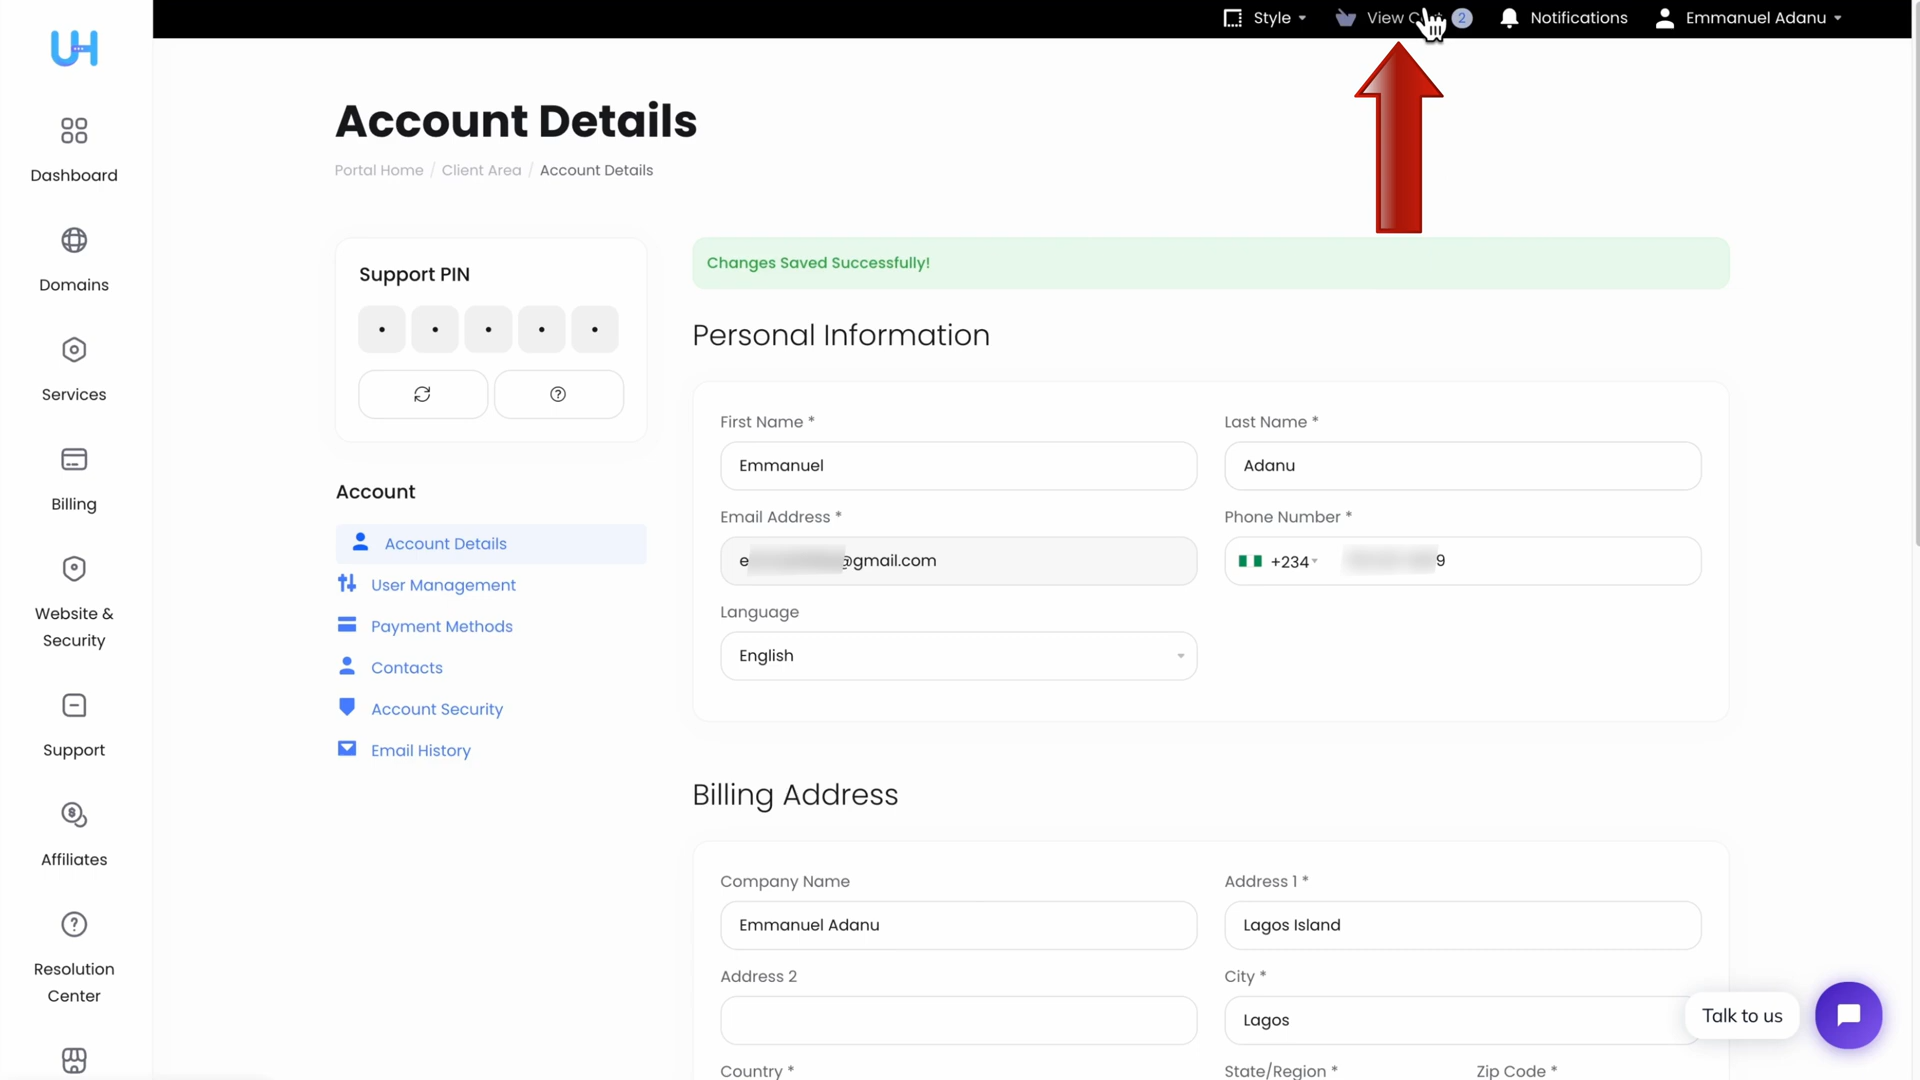 Style
View
2
Notifications
Emmanuel Adanu
UH
Dashboard
Domains
Services
Billing
Website &
Security
Support
Affiliates
Resolution
Center
Account Details
Portal Home / Client Area / Account Details
Support PIN
Account
Account Details
User Management
Payment Methods
Contacts
Account Security
Email History
Changes Saved Successfully!
Personal Information
First Name *
Emmanuel
Last Name *
Adanu
Email Address *
e @gmail.com
Phone Number *
+234 9
Language
English
Billing Address
Company Name
Emmanuel Adanu
Address 1 *
Lagos Island
Address 2
City *
Lagos
Country *
State/Region *
Zip Code *
Talk to us